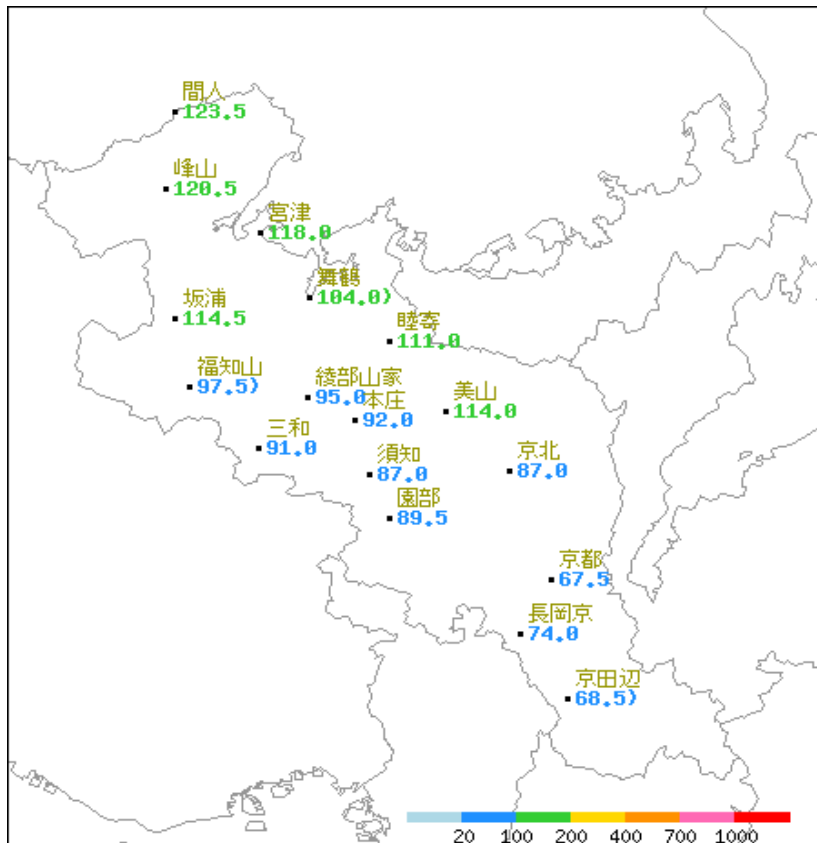 間人
123.5
峰山
120.5
宮津
118.0
舞鶴
104.0)
坂浦
114.5
睦寄
111.0
福知山
97.5)
綾部山家
95.0
本庄
92.0
美山
114.0
三和
91.0
須知
87.0
京北
87.0
園部
89.5
京都
67.5
長岡京
74.0
京田辺
68.5)
20 100 200 400 700 1000